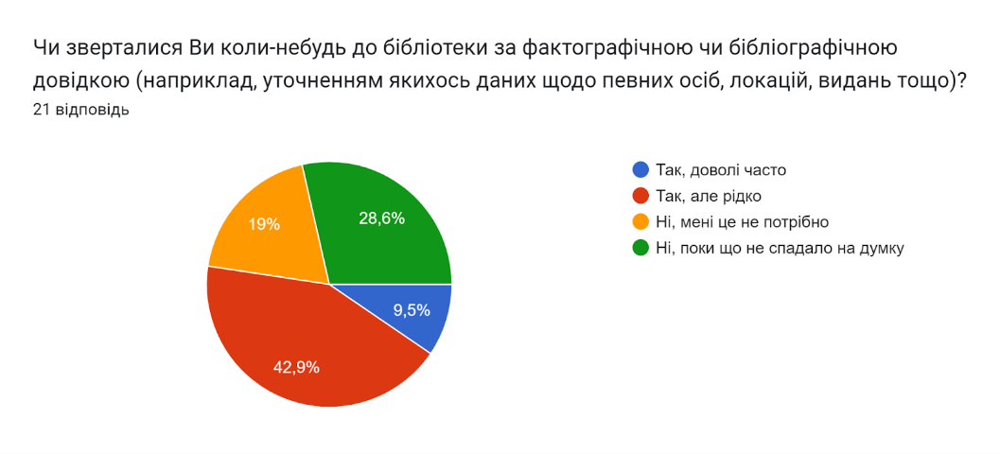 Чи зверталися Ви коли-небудь до бібліотеки за фактографічною чи бібліографічною
довідкою (наприклад, уточненням якихось даних щодо певних осіб, локацій, видань тощо)?
21 відповідь
Так, доволі часто
Так, але рідко
Ні, мені це не потрібно
Ні, поки що не спадало на думку
28,6%
19%
9,5%
42,9%